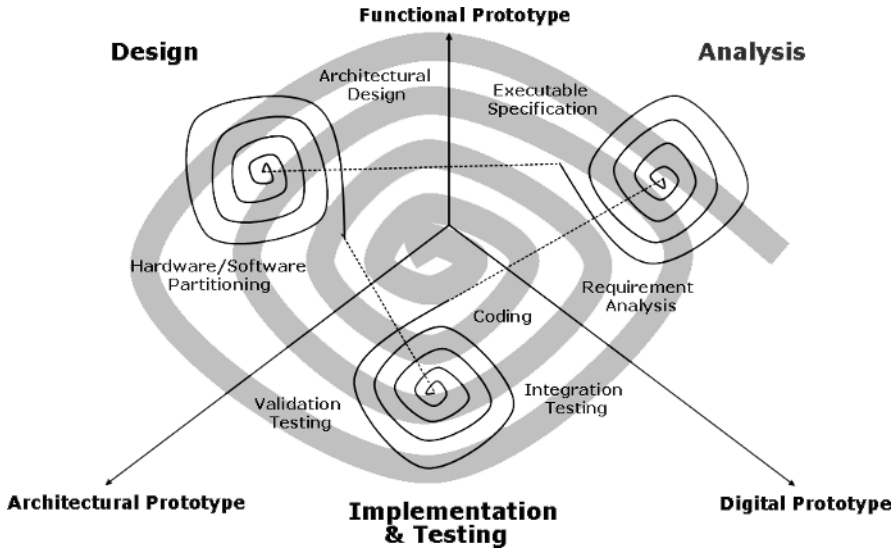 Functional Prototype
Design
Analysis
Architectural
Design
Executable
Specification
Hardware/Software
Partitioning
Requirement
Analysis
Coding
Validation
Testing
Integration
Testing
Architectural Prototype
Implementation
& Testing
Digital Prototype